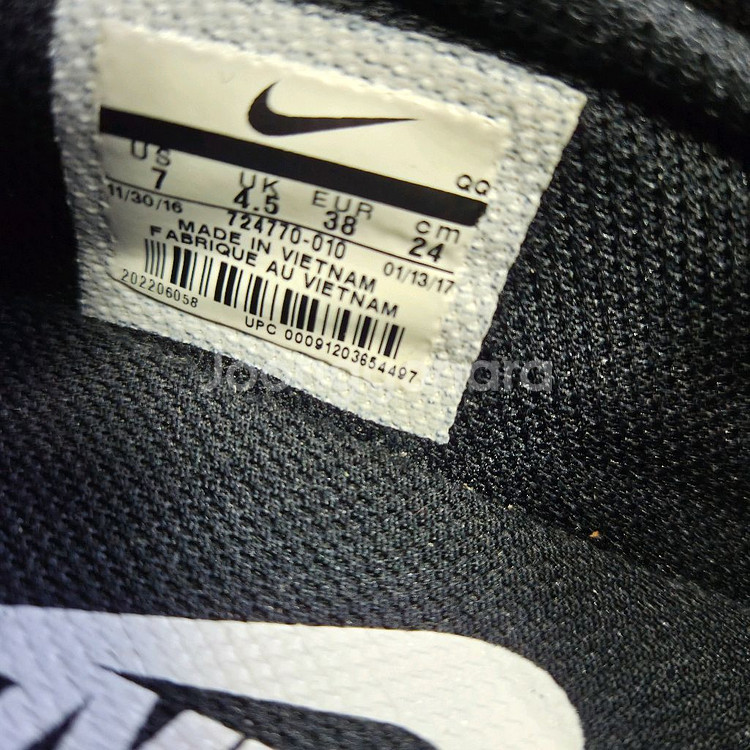 QQ
US UK EUR cm
7 4.5 38 24
11/30/16 724770-010 01/13/17
MADE IN VIETNAM
FABRIQUE AU VIETNAM
202206058
UPC 00091203654497